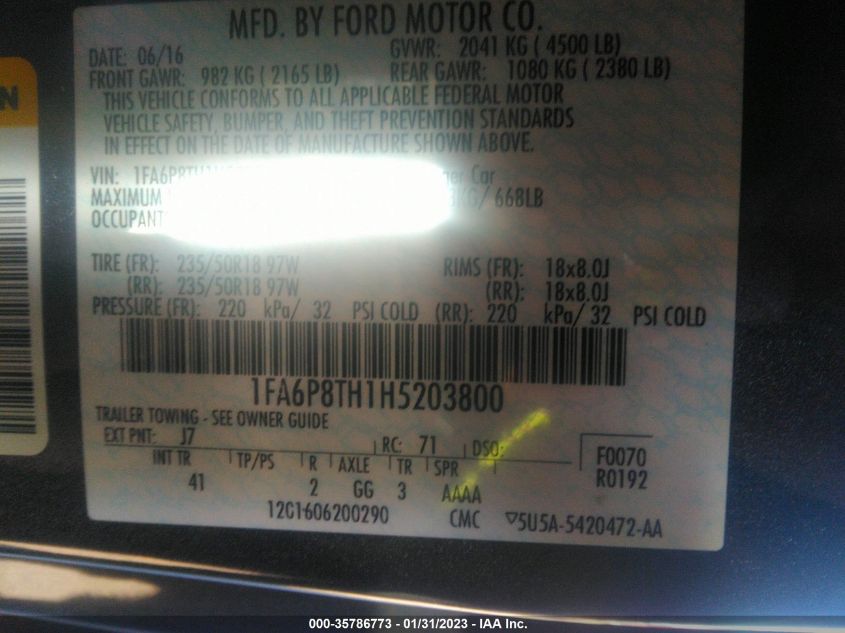 MFD. BY FORD MOTOR CO.
DATE: 06/16 GVWR: 2041 KG ( 4500 LB)
FRONT GAWR: 982 KG ( 2165 LB) REAR GAWR: 1080 KG ( 2380 LB)
THIS VEHICLE CONFORMS TO ALL APPLICABLE FEDERAL MOTOR
VEHICLE SAFETY, BUMPER, AND THEFT PREVENTION STANDARDS
IN EFFECT ON THE DATE OF MANUFACTURE SHOWN ABOVE.
VIN: Car
MAXIMUM / 668LB
OCCUPANT
TIRE (FR): 235/50R18 97W RIMS (FR): 18x8.0J
(RR): 235/50R18 97W (RR): 18x8.0J
PRESSURE (FR): 220 kPa/ 32 PSI COLD (RR): 220 kPa/ 32 PSI COLD
1FA6P8TH1H5203800
TRAILER TOWING - SEE OWNER GUIDE
EXT PNT: J7 RC: 71 DSO:
INT TR TP/PS R AXLE TR SPR F0070
41 2 GG 3 AAAA R0192
12C1606200290 CMC ▽5U5A-5420472-AA
000-35786773 - 01/31/2023 - IAA Inc.